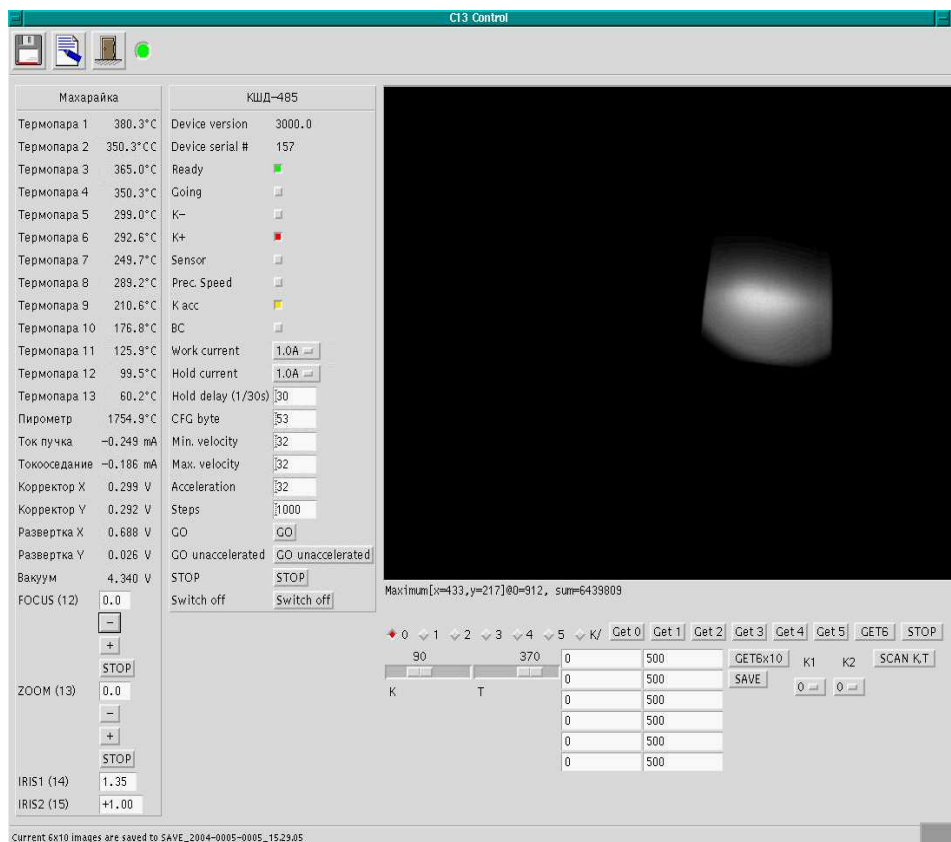 C13 Control
Махарайка
Термопара 1 380.3°C
Термопара 2 350.3°CC
Термопара 3 365.0°C
Термопара 4 350.3°C
Термопара 5 299.0°C
Термопара 6 292.6°C
Термопара 7 249.7°C
Термопара 8 289.2°C
Термопара 9 210.6°C
Термопара 10 176.8°C
Термопара 11 125.9°C
Термопара 12 99.5°C
Термопара 13 60.2°C
Пирометр 1754.9°C
Ток пучка -0.249 mA
Токооседание -0.186 mA
Корректор X 0.299 V
Корректор Y 0.292 V
Развертка X 0.688 V
Развертка Y 0.026 V
Вакуум 4.340 V
FOCUS (12) 0.0
-
+
STOP
ZOOM (13) 0.0
-
+
STOP
IRIS1 (14) 1.35
IRIS2 (15) +1.00
КШД-485
Device version 3000.0
Device serial # 157
Ready
Going
K-
K+
Sensor
Prec. Speed
K acc
BC
Work current 1.0A
Hold current 1.0A
Hold delay (1/30s) 30
CFG byte 53
Min. velocity 32
Max. velocity 32
Acceleration 32
Steps 1000
GO GO
GO unaccelerated GO unaccelerated
STOP STOP
Switch off Switch off
Maximum[x=433,y=217]@0=912, sum=6439809
0 1 2 3 4 5 K/ Get 0 Get 1 Get 2 Get 3 Get 4 Get 5 GET6 STOP
90 370
K T
0 500
0 500
0 500
0 500
0 500
0 500
GET6x10 K1 K2 SCAN K,T
SAVE 0 0
Current 6x10 images are saved to SAVE_2004-0005-0005_15.29.05